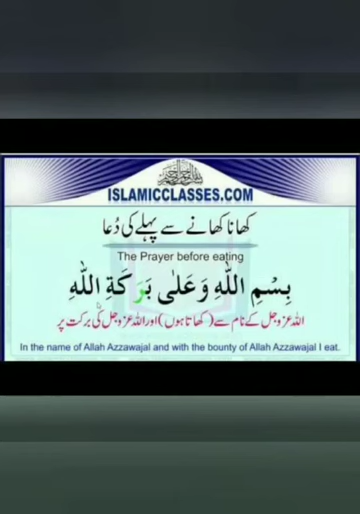 ISLAMICCLASSES.COM
کھانا کھانے سے پہلے کی دُعا
The Prayer before eating
بِسْمِ اللّٰهِ وَعَلٰى بَرَكَةِ اللّٰهِ
اللہ عزوجل کے نام سے (کھاتا ہوں) اور اللہ عزوجل کی برکت پر
In the name of Allah Azzawajal and with the bounty of Allah Azzawajal I eat.